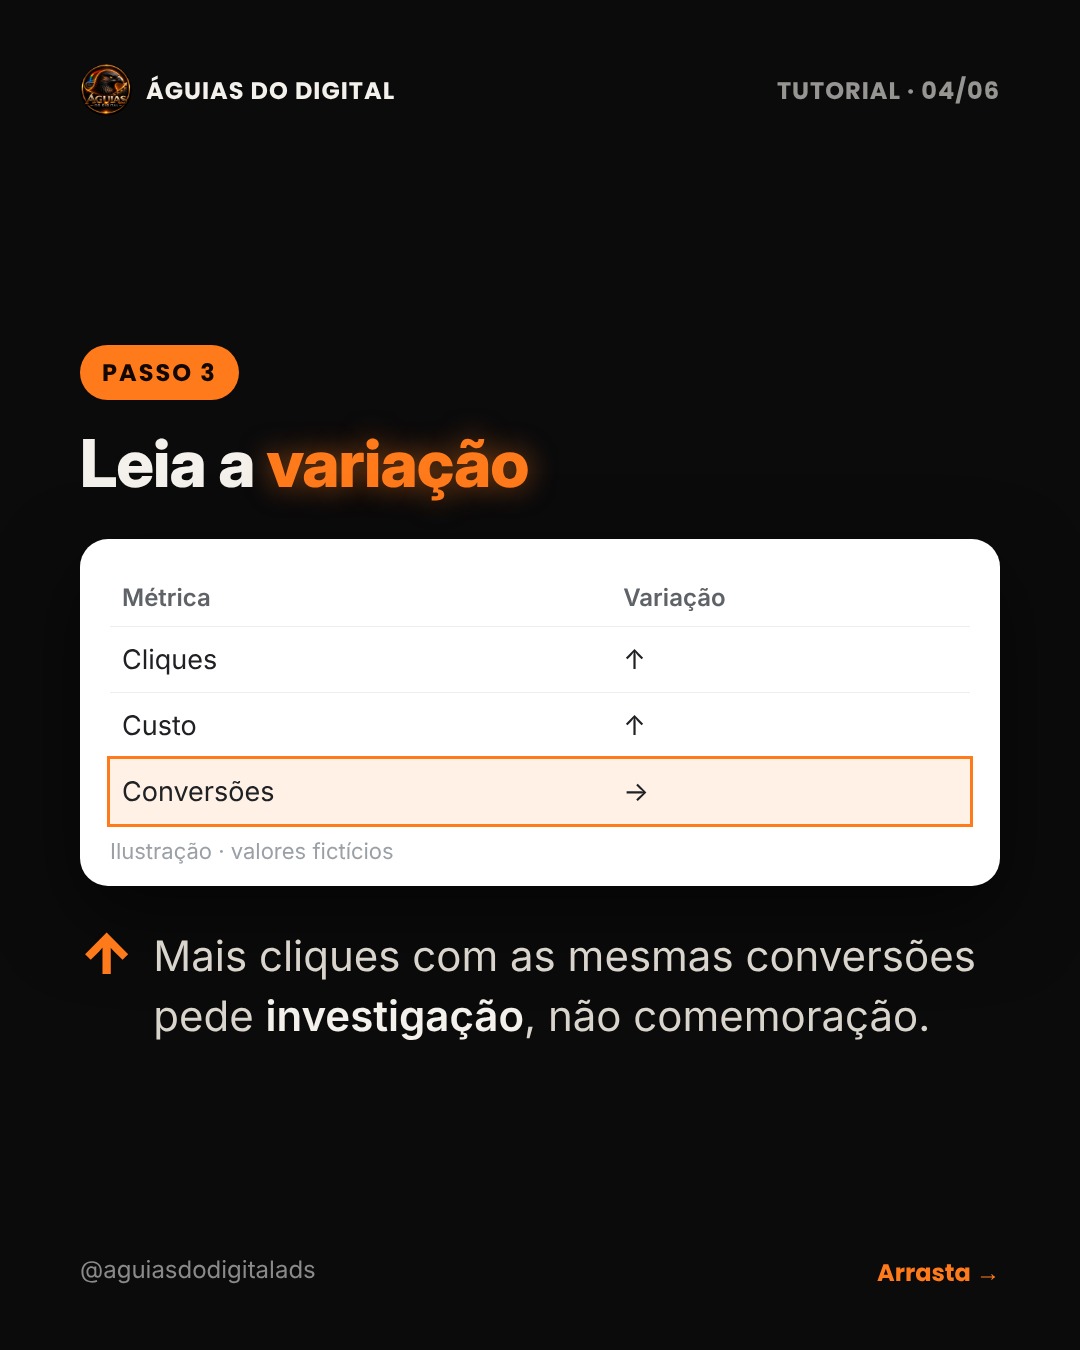 ÁGUIAS
ÁGUIAS DO DIGITAL
TUTORIAL · 04/06
PASSO 3
Leia a variação
Métrica Variação
Cliques ↑
Custo ↑
Conversões →
Ilustração · valores fictícios
↑ Mais cliques com as mesmas conversões
pede investigação, não comemoração.
@aguiasdodigitalads
Arrasta →